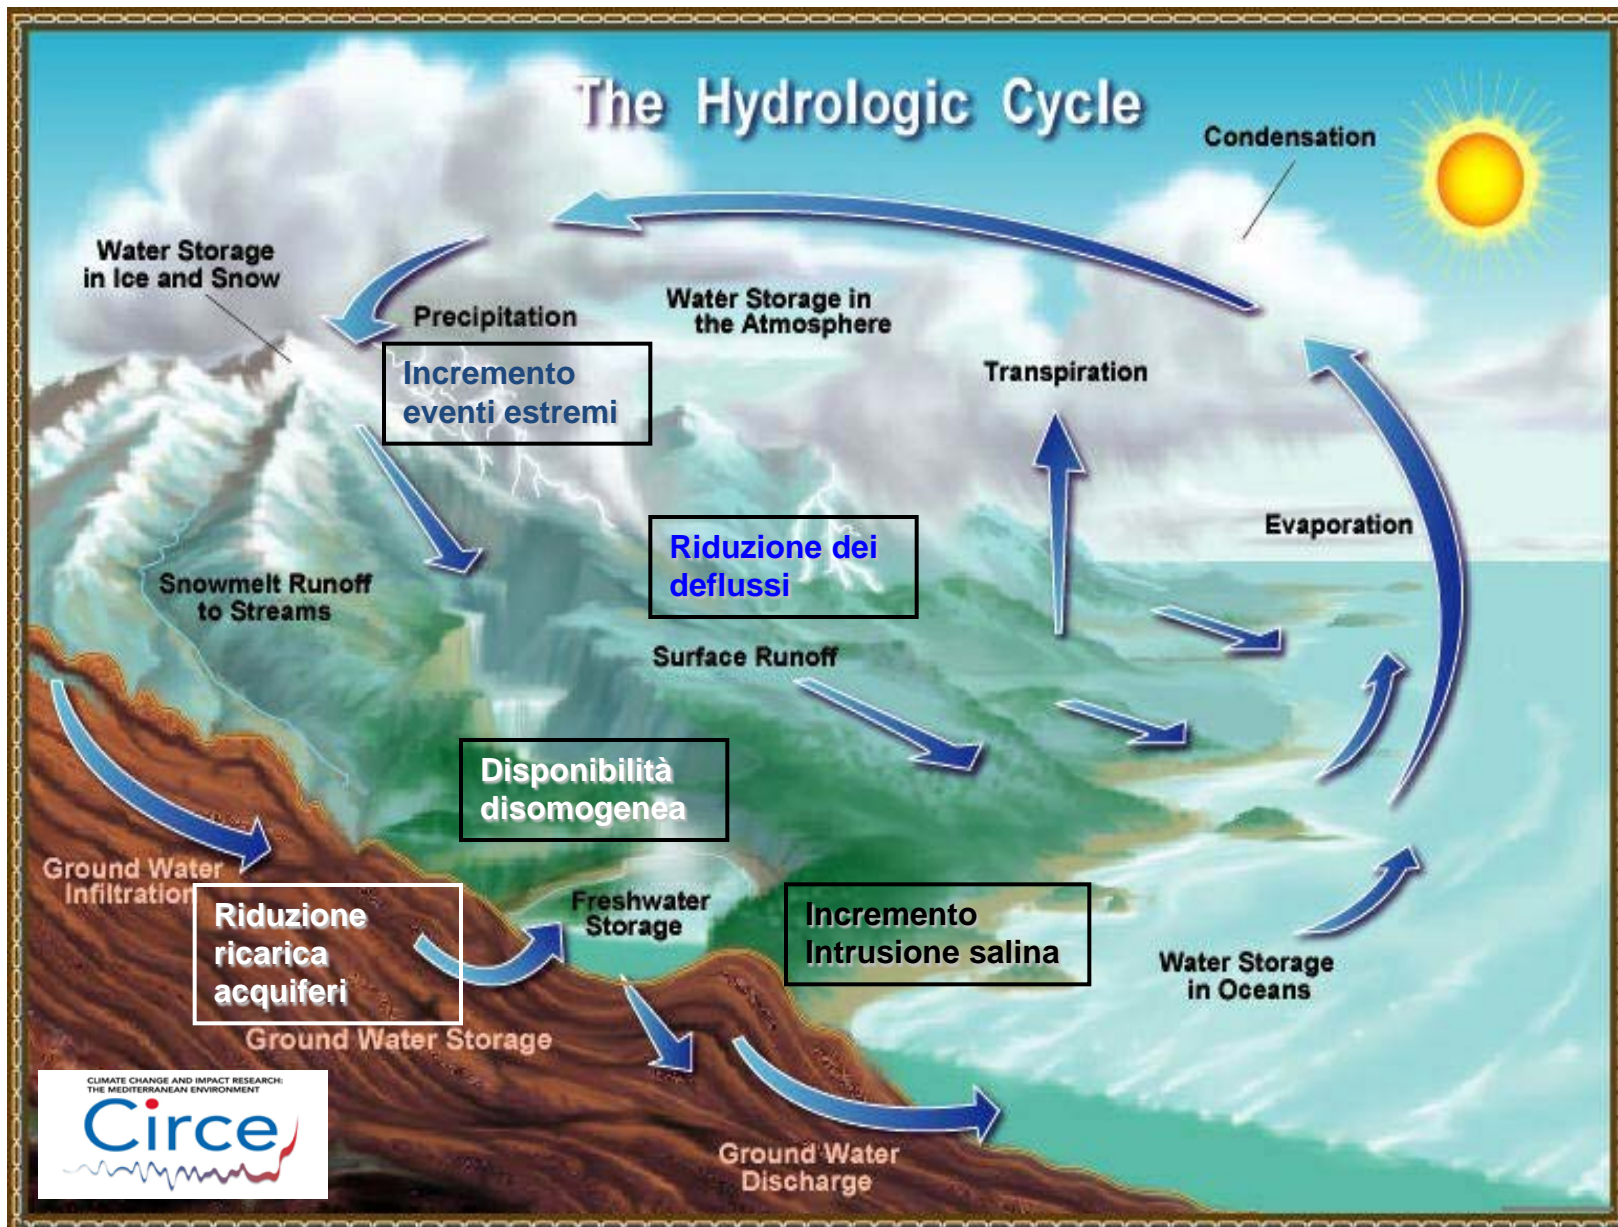 The Hydrologic Cycle
Condensation
Water Storage
in Ice and Snow
Precipitation
Water Storage in
the Atmosphere
Incremento
eventi estremi
Transpiration
Evaporation
Riduzione dei
deflussi
Snowmelt Runoff
to Streams
Surface Runoff
Disponibilità
disomogenea
Ground Water
Infiltration
Riduzione
ricarica
acquiferi
Freshwater
Storage
Incremento
Intrusione salina
Water Storage
in Oceans
Ground Water Storage
CLIMATE CHANGE AND IMPACT RESEARCH:
THE MEDITERRANEAN ENVIRONMENT
Circe
Ground Water
Discharge